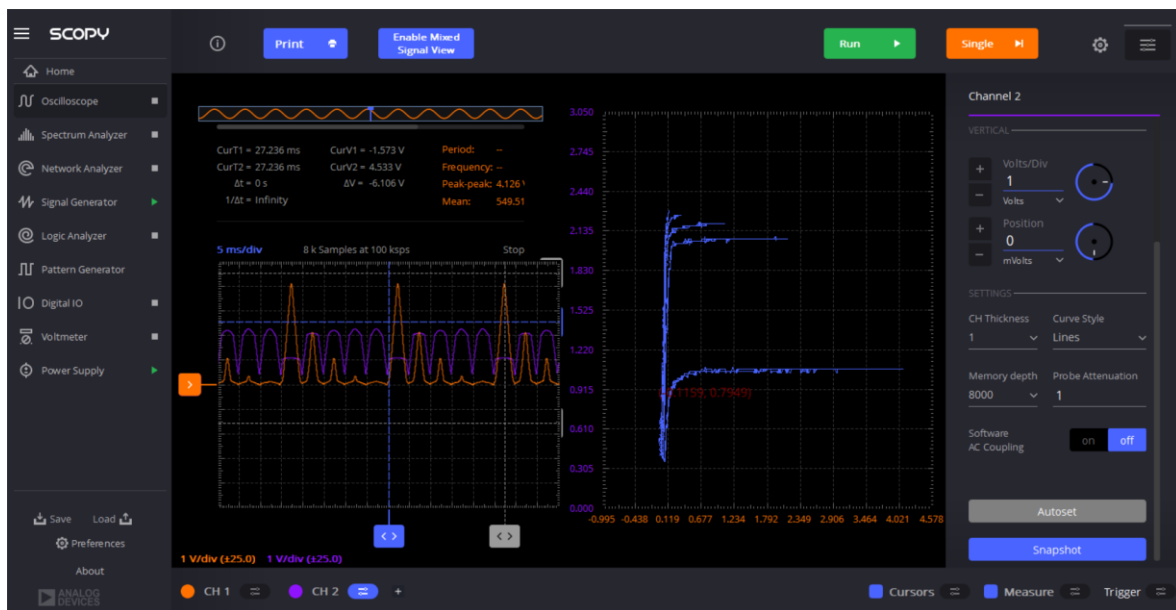 SCOPY
Print
Enable Mixed
Signal View
Run
Single
Home
Oscilloscope
Spectrum Analyzer
Network Analyzer
Signal Generator
Logic Analyzer
Pattern Generator
Digital IO
Voltmeter
Power Supply
Save Load
Preferences
About
ANALOG
DEVICES
CurT1 = 27.236 ms CurV1 = -1.573 V Period: --
CurT2 = 27.236 ms CurV2 = 4.533 V Frequency: --
Δt = 0 s ΔV = -6.106 V Peak-peak: 4.126
1/Δt = Infinity Mean: 549.51
5 ms/div 8 k Samples at 100 ksps Stop
3.050
2.745
2.440
2.135
1.830
1.525
1.220
0.915
0.610
0.305
0.000
-0.995 -0.438 0.119 0.677 1.234 1.792 2.349 2.906 3.464 4.021 4.578
1 V/div (±25.0) 1 V/div (±25.0)
CH 1 CH 2 +
Channel 2
VERTICAL
Volts/Div
1
Volts
Position
0
mVolts
SETTINGS
CH Thickness Curve Style
1 Lines
Memory depth Probe Attenuation
8000 1
Software
AC Coupling on off
Autoset
Snapshot
Cursors Measure Trigger